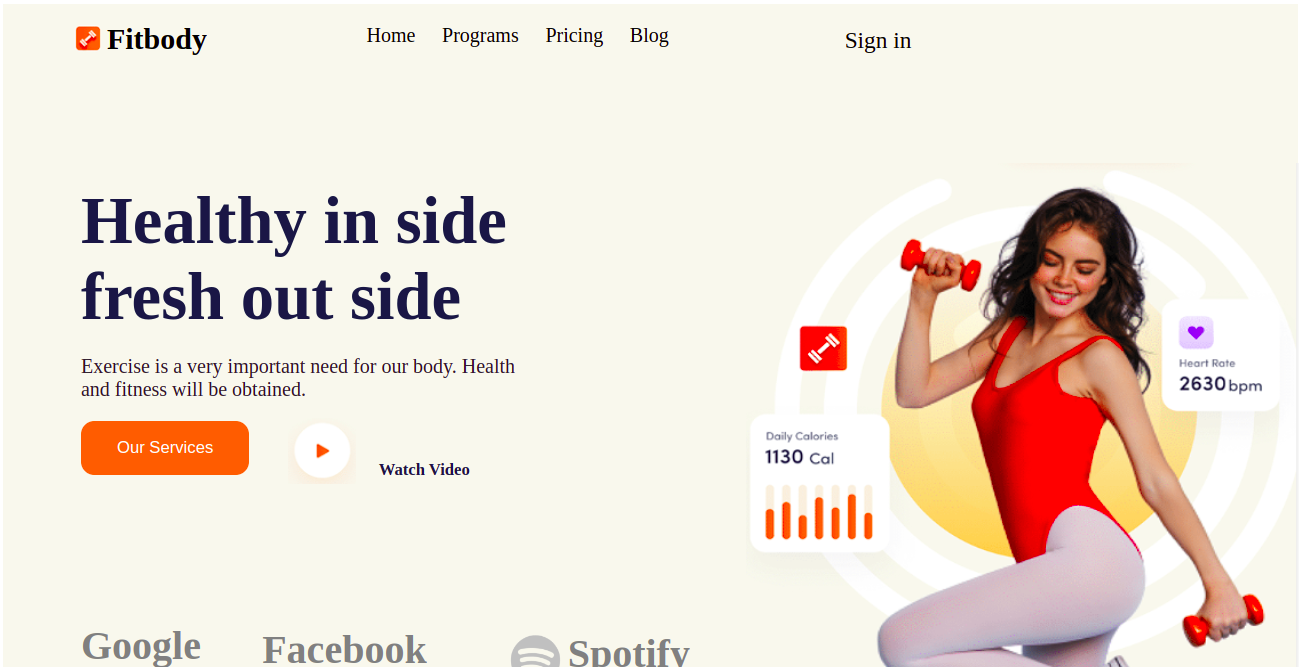 Fitbody
Home Programs Pricing Blog
Sign in
Healthy in side
fresh out side
Exercise is a very important need for our body. Health
and fitness will be obtained.
Our Services
Watch Video
Heart Rate
2630 bpm
Daily Calories
1130 Cal
Google
Facebook
Spotify